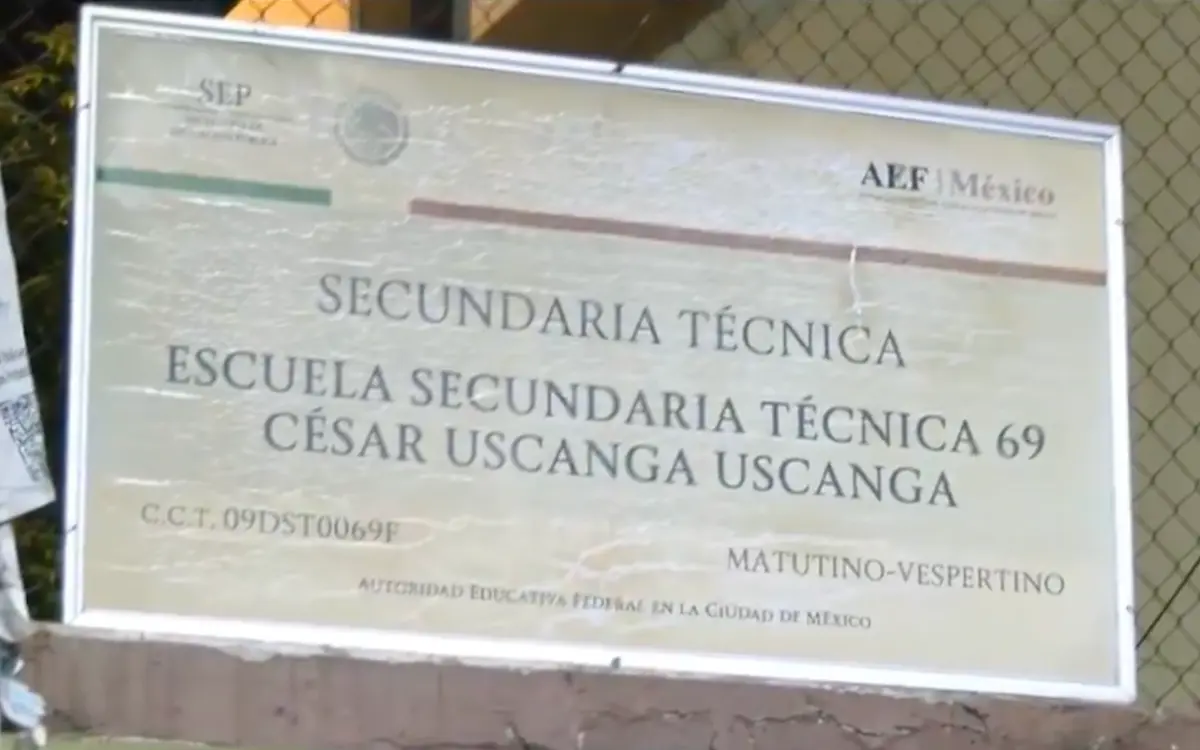 SEP
AEF | México
SECUNDARIA TÉCNICA
ESCUELA SECUNDARIA TÉCNICA 69
CÉSAR USCANGA USCANGA
C.C.T. 09DST0069F
MATUTINO-VESPERTINO
AUTORIDAD EDUCATIVA FEDERAL EN LA CIUDAD DE MÉXICO